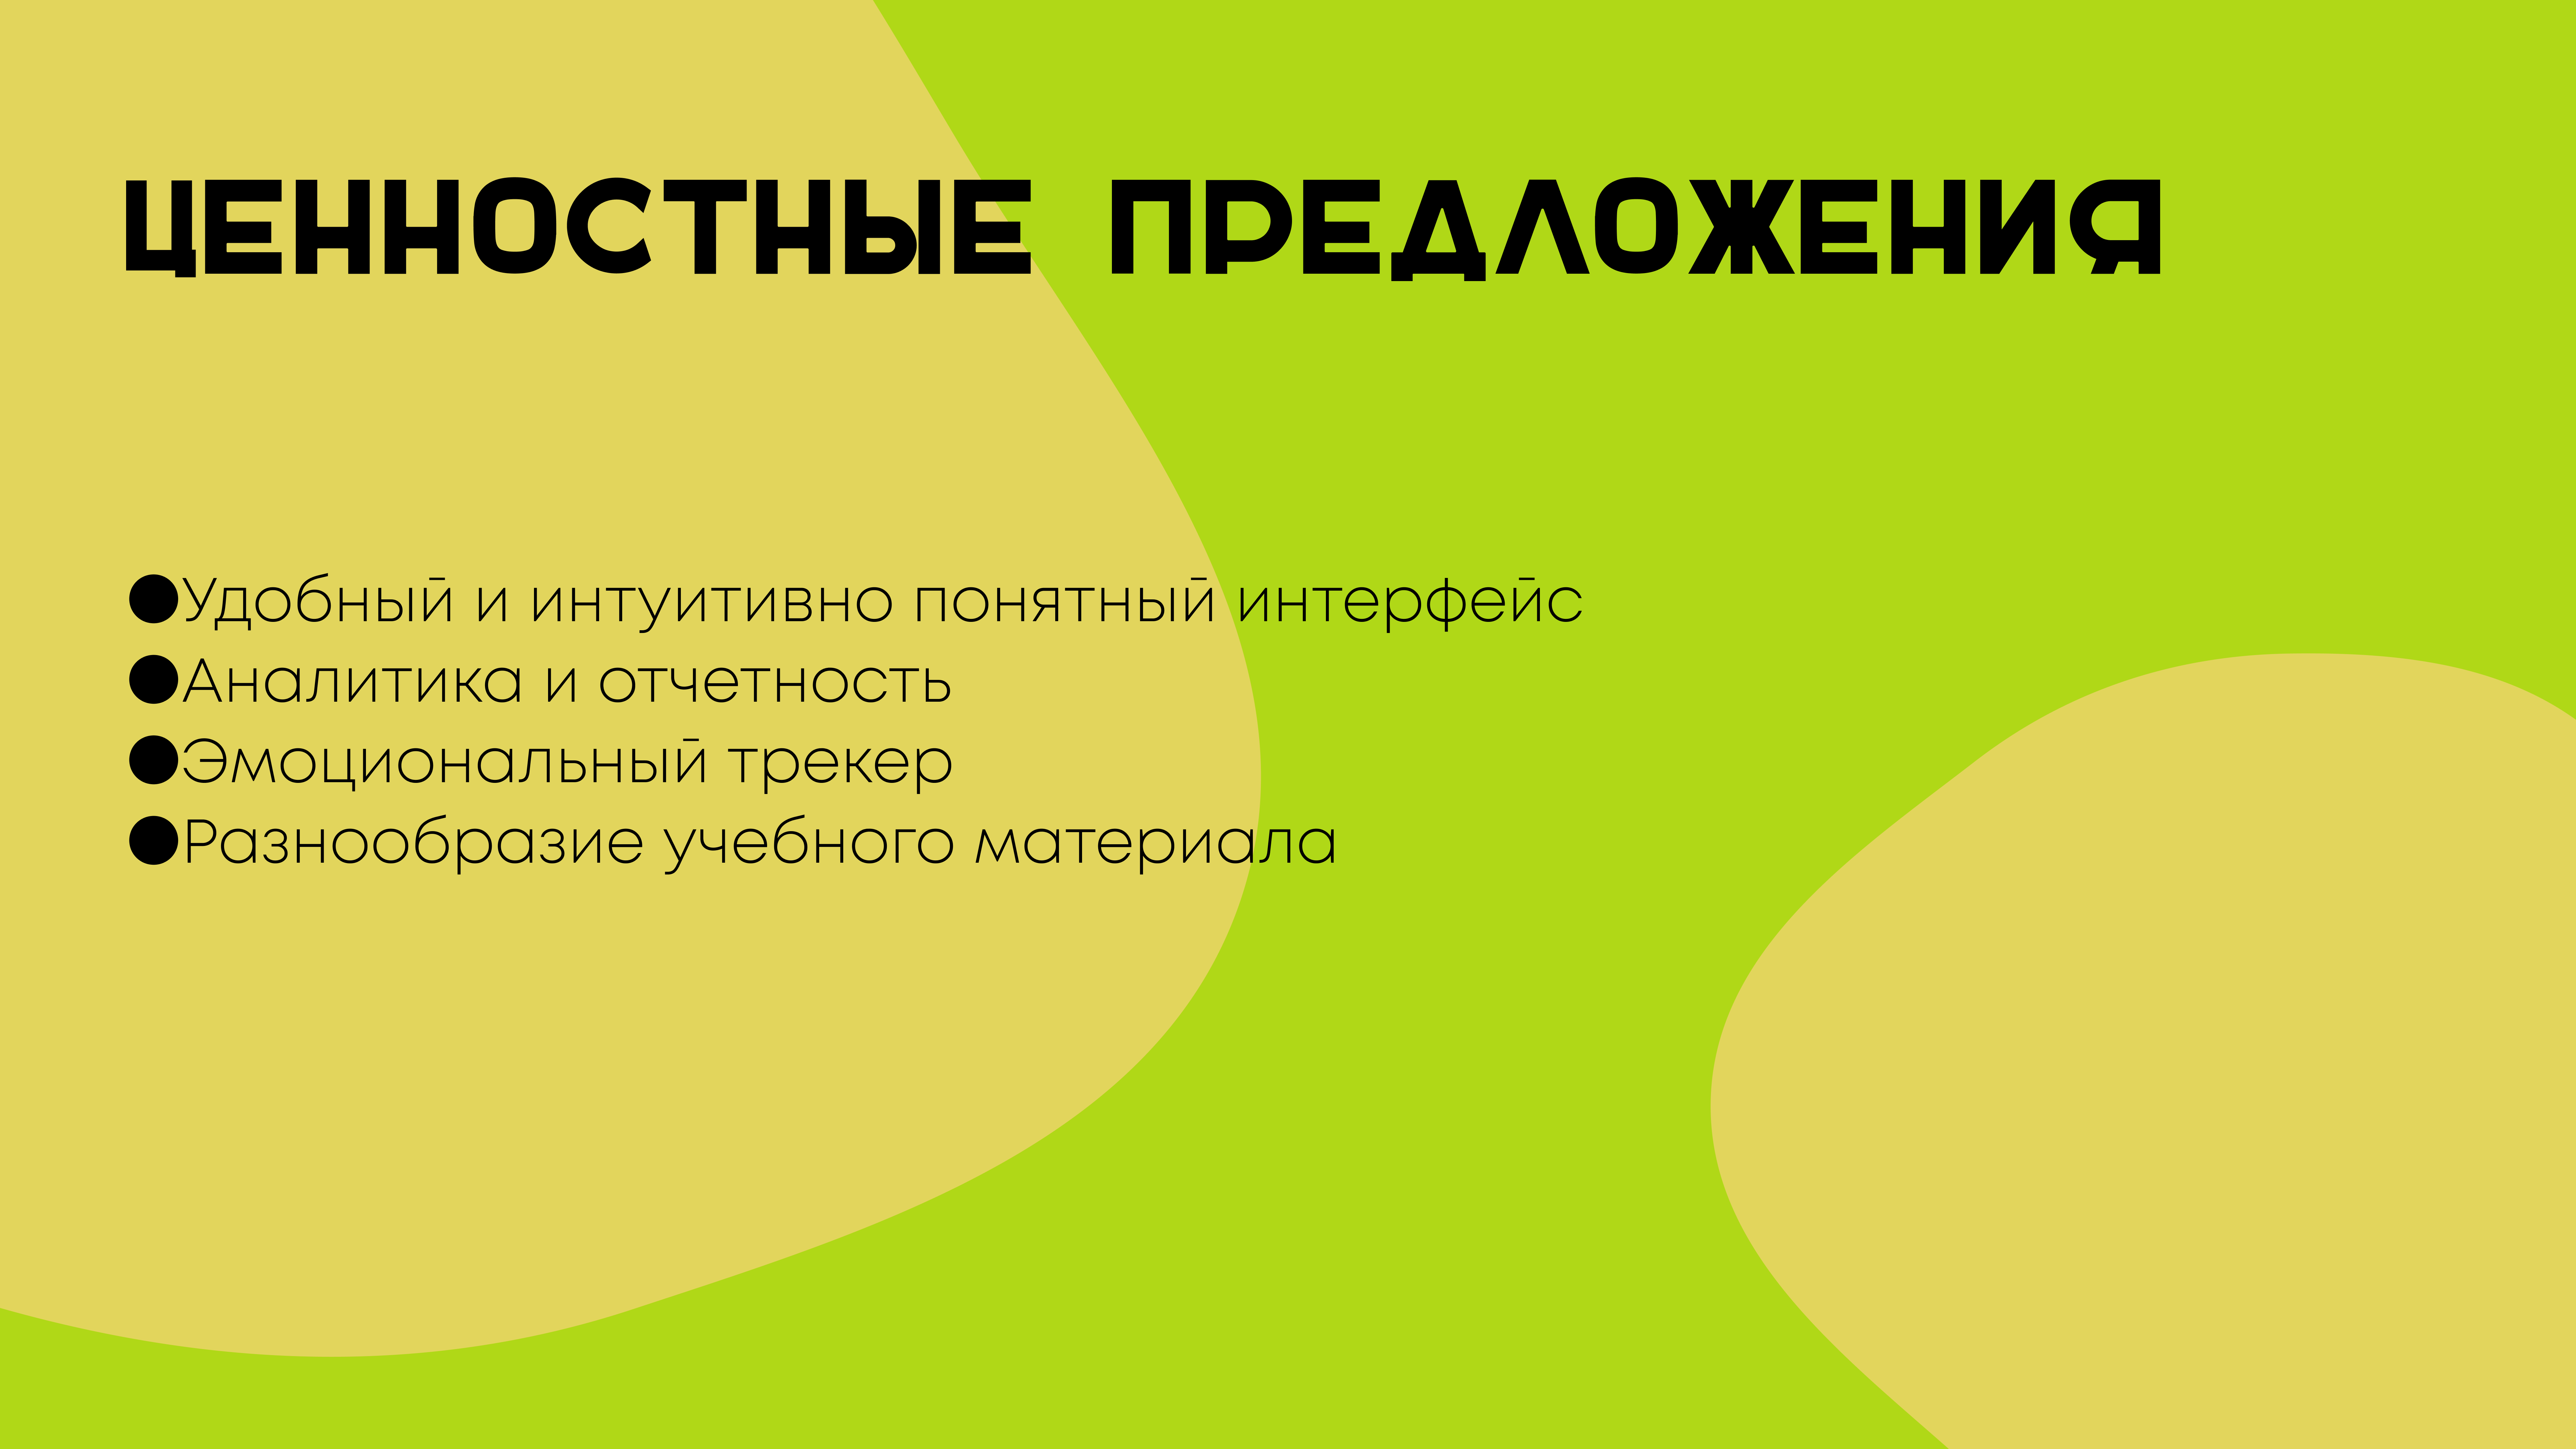 ЦЕННОСТНЫЕ ПРЕДЛОЖЕНИЯ
●Удобный и интуитивно понятный интерфейс
●Аналитика и отчетность
●Эмоциональный трекер
●Разнообразие учебного материала